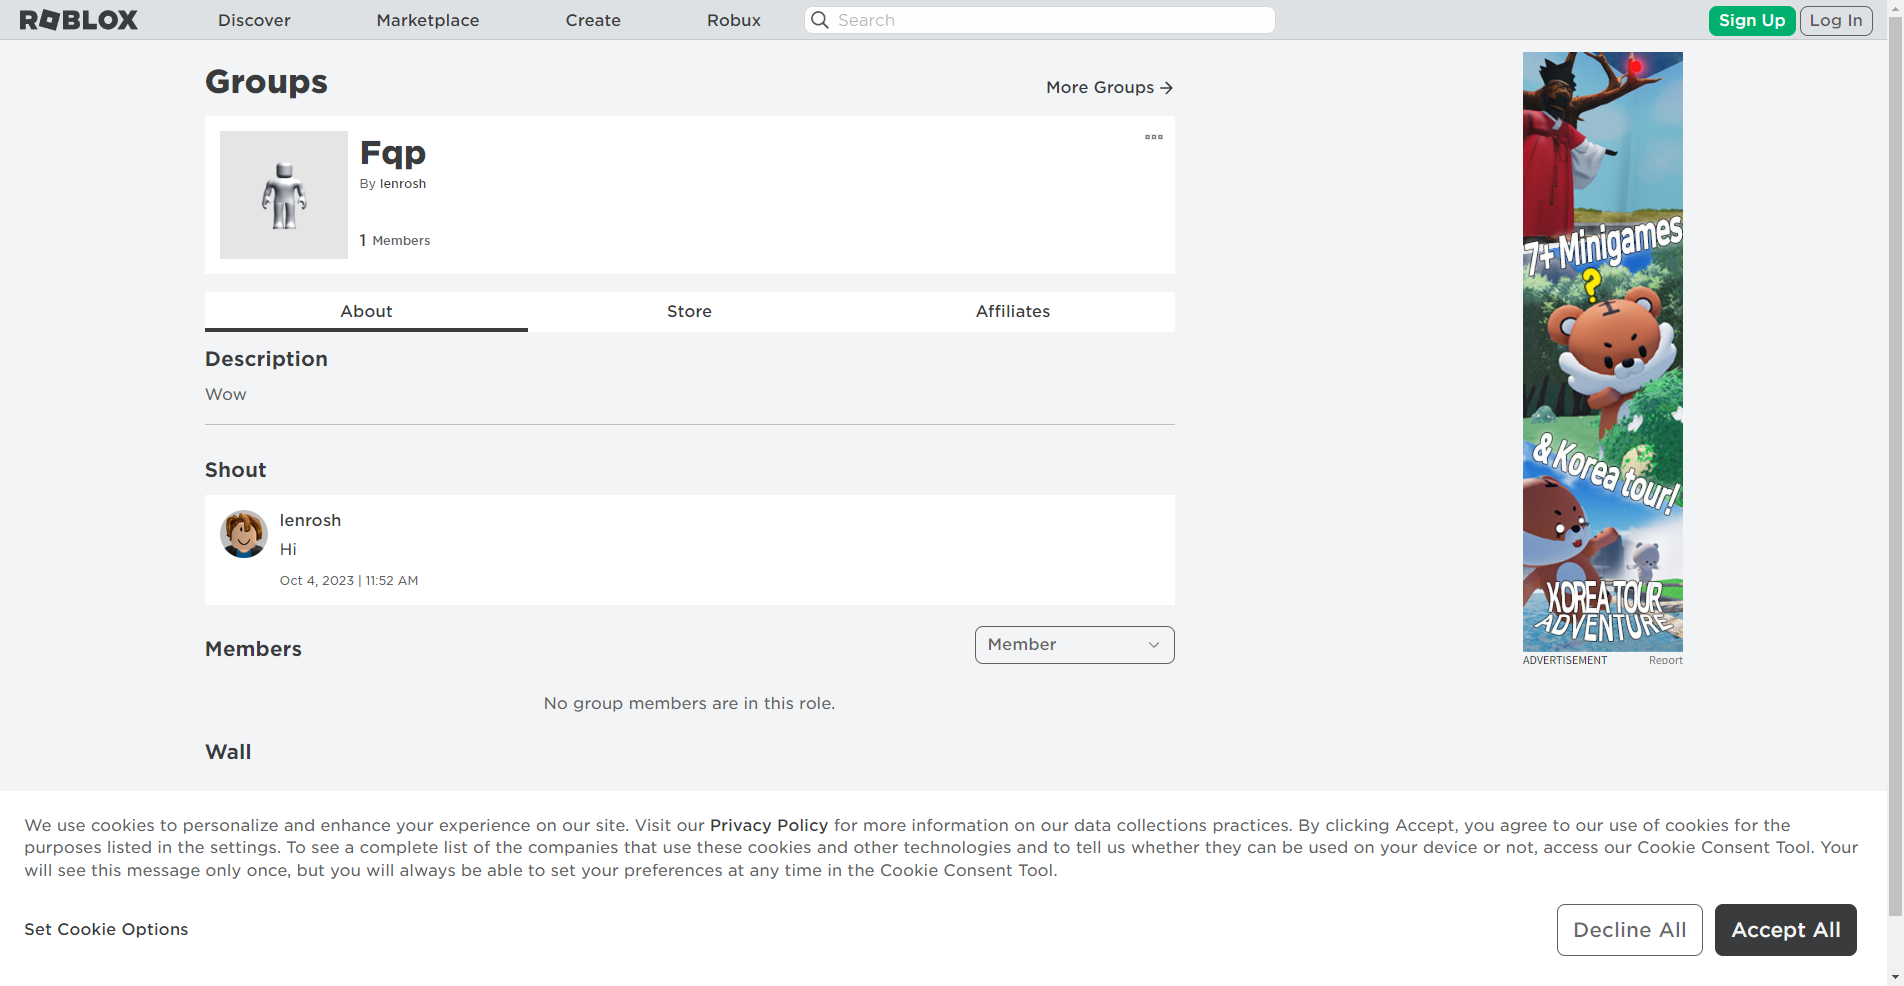 ROBLOX
Discover
Marketplace
Create
Robux
Search
Sign Up
Log In
Groups
More Groups
Fqp
By lenrosh
1 Members
About
Store
Affiliates
Description
Wow
Shout
lenrosh
Hi
Oct 4, 2023 | 11:52 AM
Members
Member
No group members are in this role.
Wall
7+ Minigames
?
& Korea tour!
KOREA TOUR
ADVENTURE
ADVERTISEMENT
Report
We use cookies to personalize and enhance your experience on our site. Visit our Privacy Policy for more information on our data collections practices. By clicking Accept, you agree to our use of cookies for the
purposes listed in the settings. To see a complete list of the companies that use these cookies and other technologies and to tell us whether they can be used on your device or not, access our Cookie Consent Tool. Your
will see this message only once, but you will always be able to set your preferences at any time in the Cookie Consent Tool.
Set Cookie Options
Decline All
Accept All